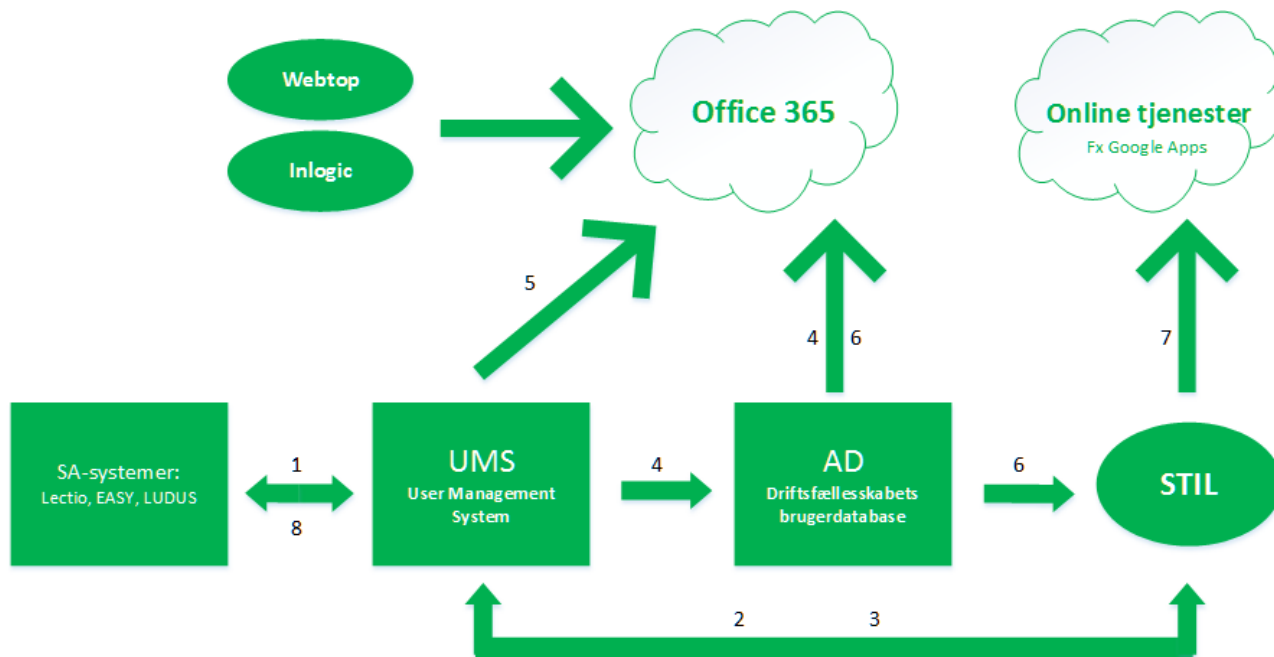 Webtop
Inlogic
Office 365
Online tjenester
Fx Google Apps
5
4 6
7
SA-systemer:
Lectio, EASY, LUDUS
1
8
UMS
User Management
System
4
AD
Driftsfællesskabets
brugerdatabase
6
STIL
2 3